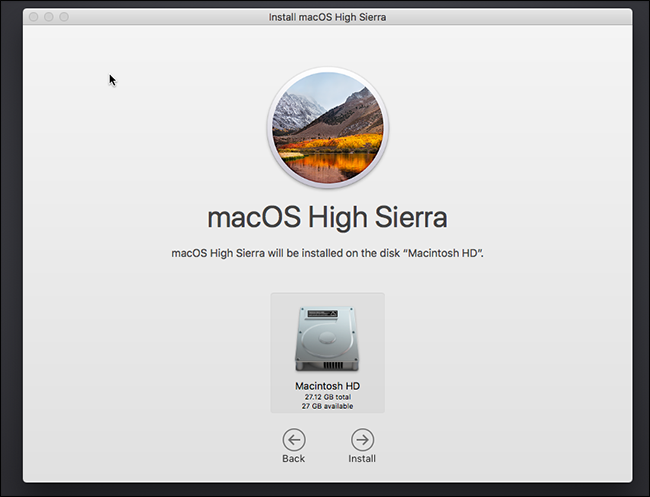 Install macOS High Sierra
macOS High Sierra
macOS High Sierra will be installed on the disk “Macintosh HD”.
Macintosh HD
27.12 GB total
27 GB available
Back
Install